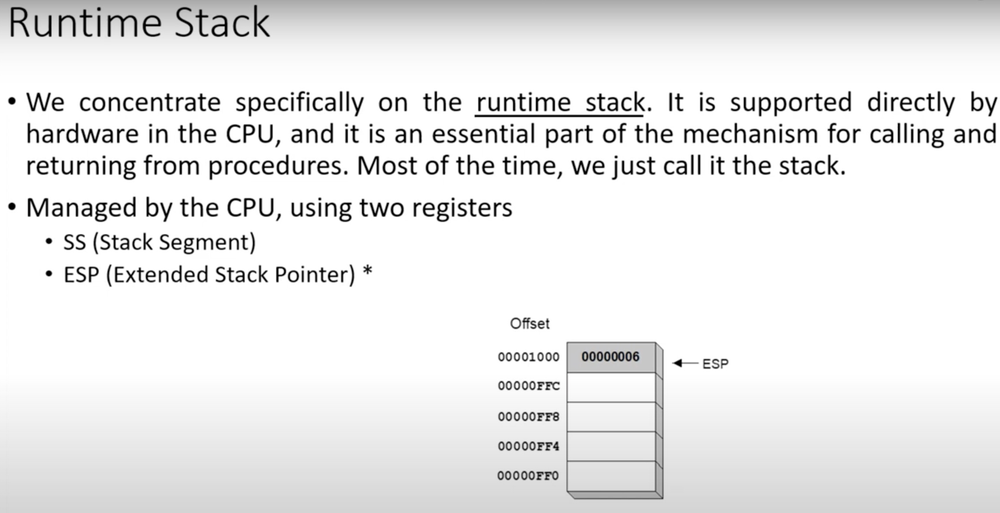 Runtime Stack
• We concentrate specifically on the runtime stack. It is supported directly by
hardware in the CPU, and it is an essential part of the mechanism for calling and
returning from procedures. Most of the time, we just call it the stack.
• Managed by the CPU, using two registers
• SS (Stack Segment)
• ESP (Extended Stack Pointer) *
Offset
00001000 00000006 ESP
00000FFC
00000FF8
00000FF4
00000FF0